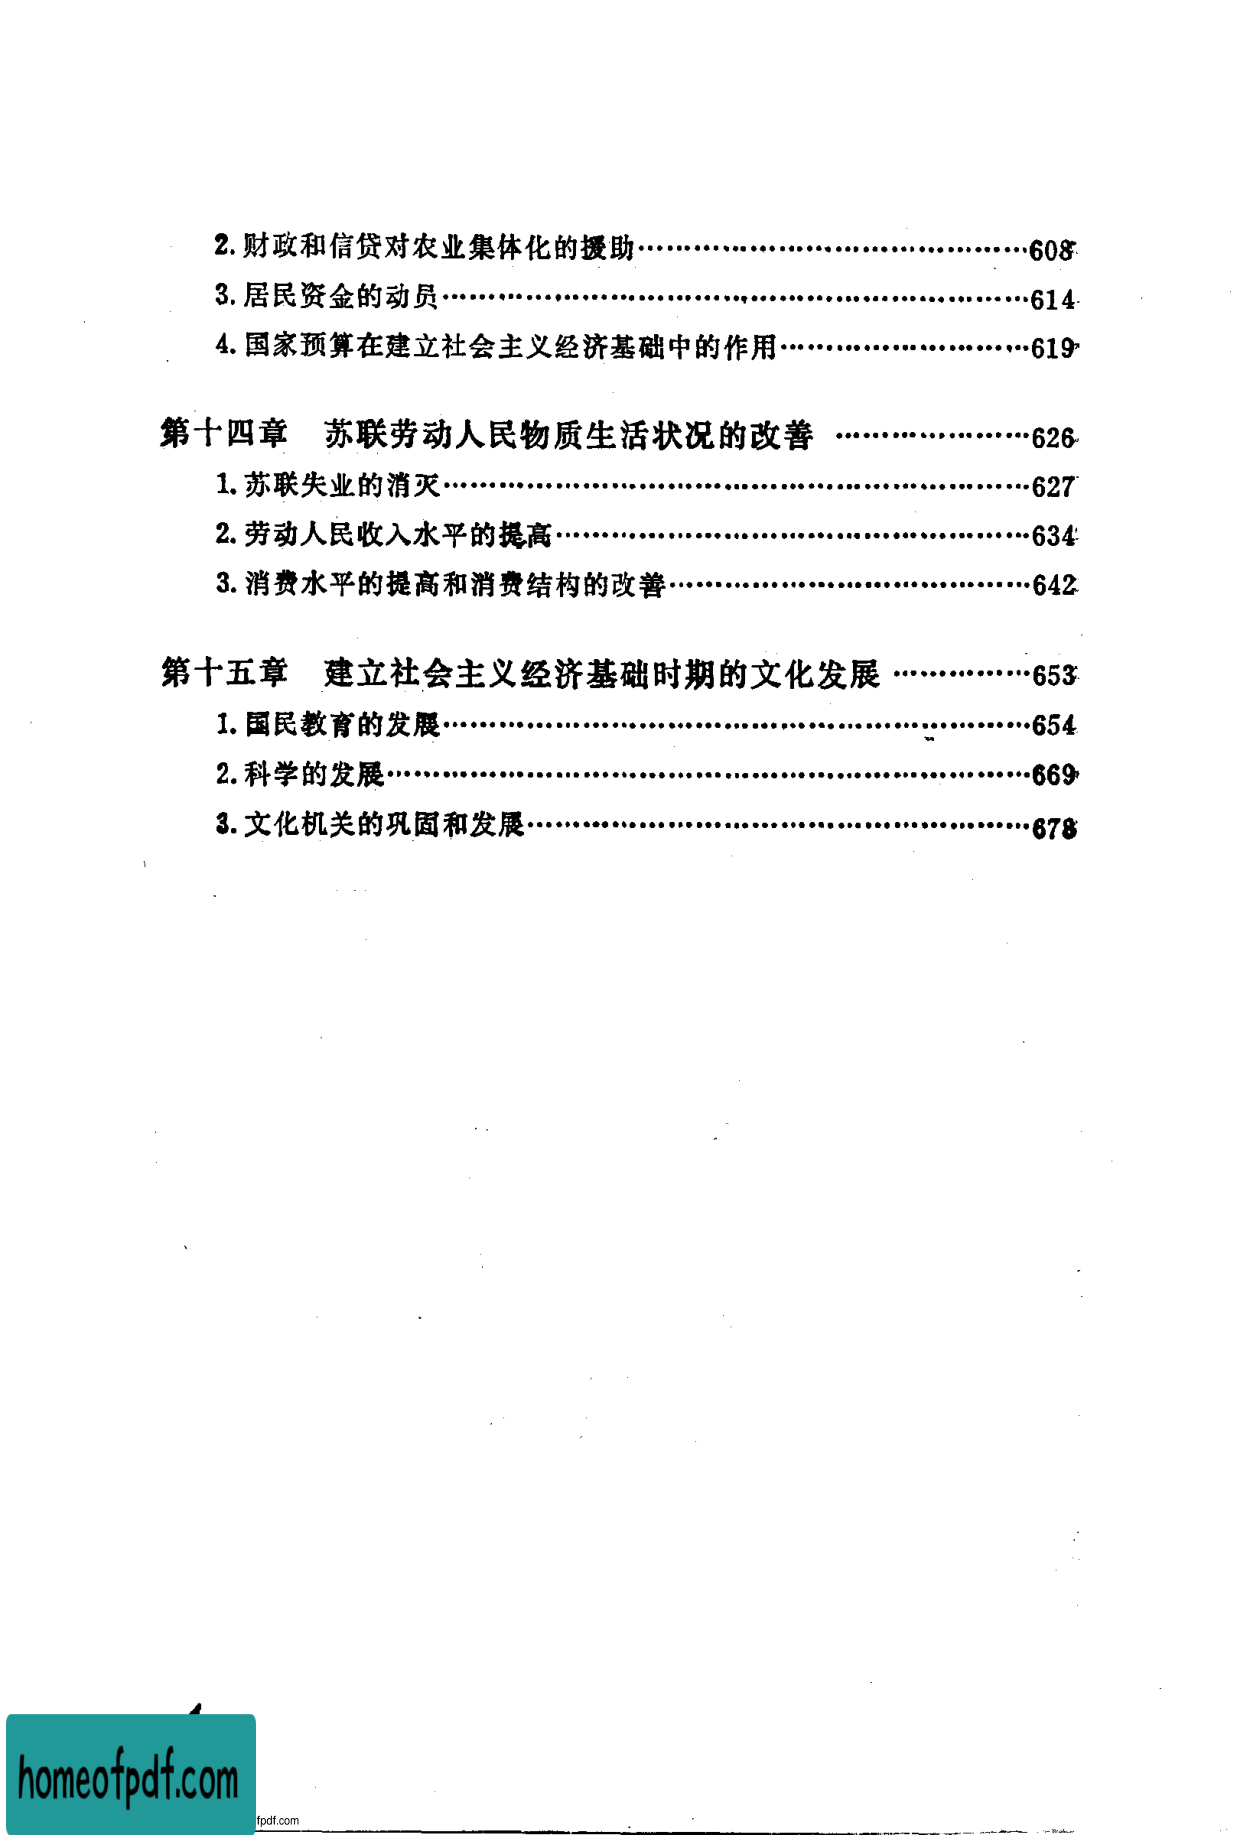 2.财政和信贷对农业集体化的援助……………………………………608
3.居民资金的动员………………………………………………………614
4.国家预算在建立社会主义经济基础中的作用………………………619
第十四章　苏联劳动人民物质生活状况的改善 …………………626
1.苏联失业的消灭………………………………………………………627
2.劳动人民收入水平的提高……………………………………………634
3.消费水平的提高和消费结构的改善…………………………………642
第十五章　建立社会主义经济基础时期的文化发展 ……………653
1.国民教育的发展………………………………………………………654
2.科学的发展……………………………………………………………669
3.文化机关的巩固和发展………………………………………………678
homeofpdf.com
fpdf.com